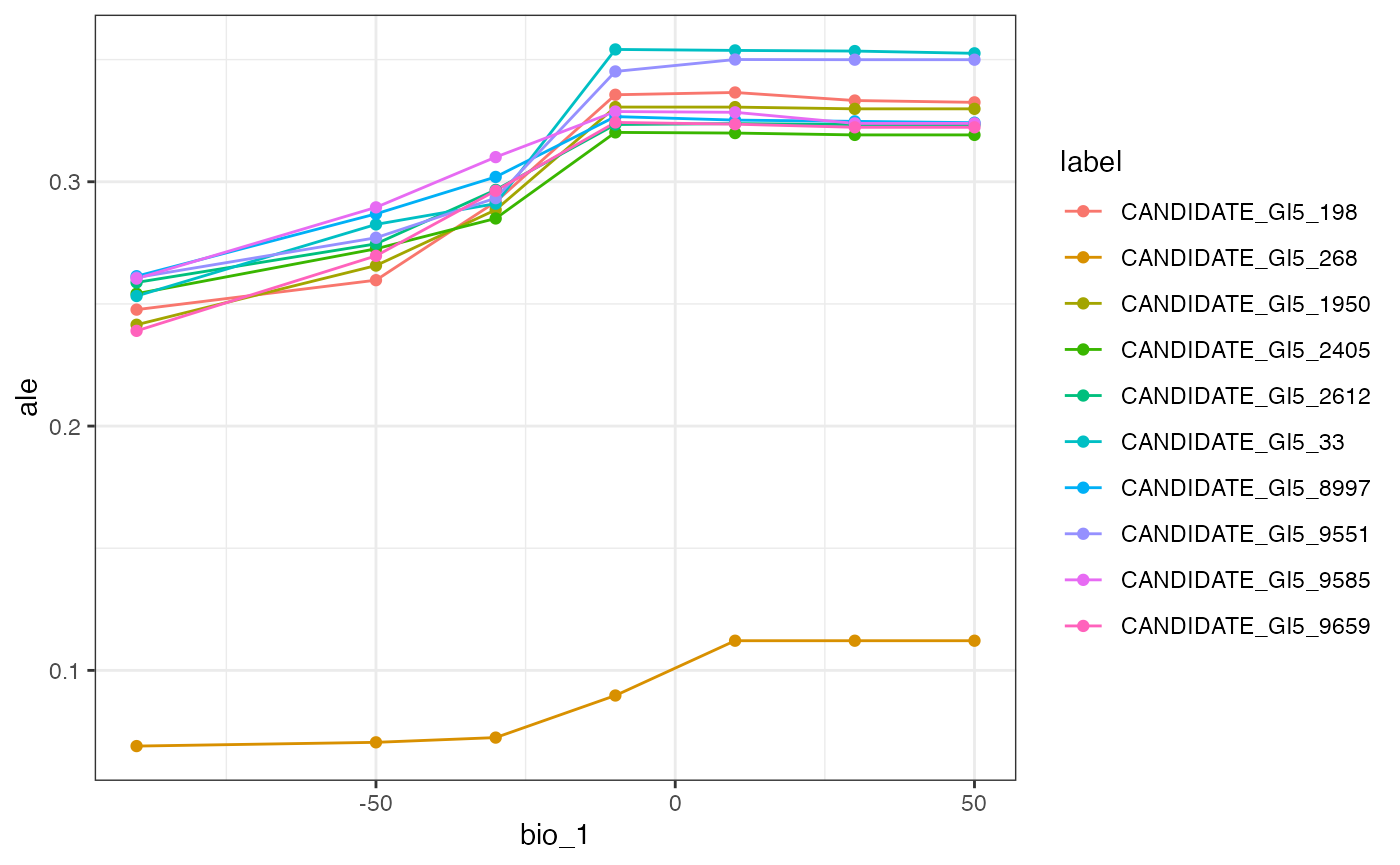 ale
0.3
0.2
0.1
-50
0
50
bio_1
label
CANDIDATE_GI5_198
CANDIDATE_GI5_268
CANDIDATE_GI5_1950
CANDIDATE_GI5_2405
CANDIDATE_GI5_2612
CANDIDATE_GI5_33
CANDIDATE_GI5_8997
CANDIDATE_GI5_9551
CANDIDATE_GI5_9585
CANDIDATE_GI5_9659